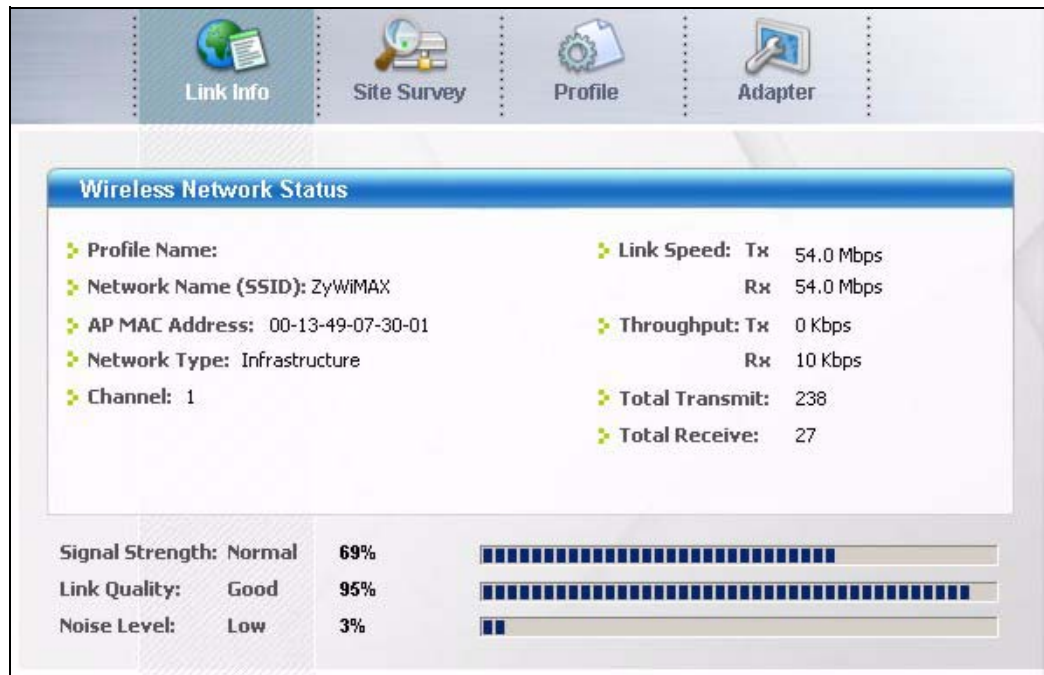 Link Info
Site Survey
Profile
Adapter
Wireless Network Status
Profile Name:
Network Name (SSID): ZyWiMAX
AP MAC Address: 00-13-49-07-30-01
Network Type: Infrastructure
Channel: 1
Link Speed: Tx 54.0 Mbps
Rx 54.0 Mbps
Throughput: Tx 0 Kbps
Rx 10 Kbps
Total Transmit: 238
Total Receive: 27
Signal Strength: Normal 69%
Link Quality: Good 95%
Noise Level: Low 3%